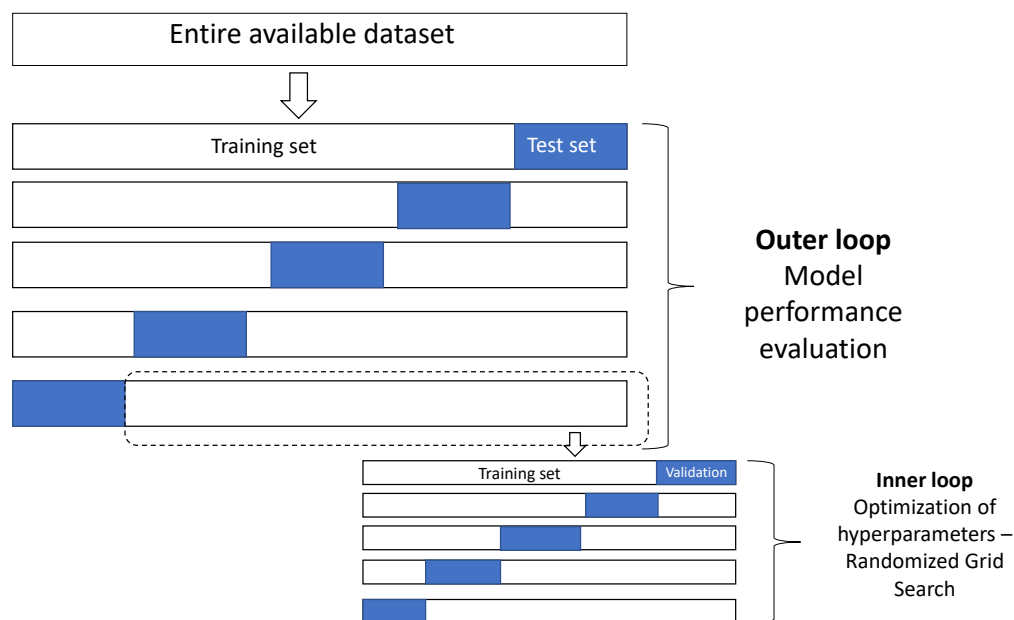 Entire available dataset
Training set
Test set
Outer loop
Model
performance
evaluation
Training set
Validation
Inner loop
Optimization of
hyperparameters –
Randomized Grid
Search